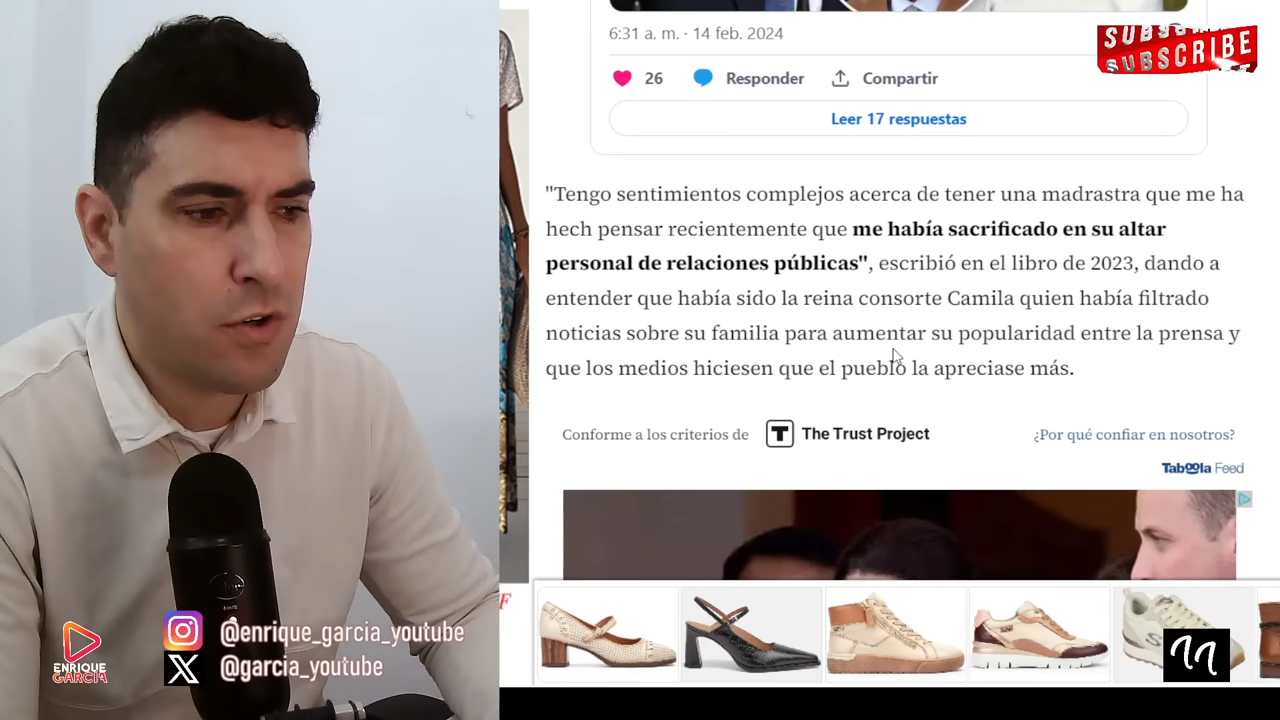 6:31 a. m. · 14 feb. 2024
SUBSCRIBE
26 Responder Compartir
Leer 17 respuestas
"Tengo sentimientos complejos acerca de tener una madrastra que me ha
hech pensar recientemente que me había sacrificado en su altar
personal de relaciones públicas", escribió en el libro de 2023, dando a
entender que había sido la reina consorte Camila quien había filtrado
noticias sobre su familia para aumentar su popularidad entre la prensa y
que los medios hiciesen que el pueblo la apreciase más.
Conforme a los criterios de T The Trust Project ¿Por qué confiar en nosotros?
Taboola Feed
F
@enrique_garcia_youtube
@garcia_youtube
ENRIQUE
GARCIA